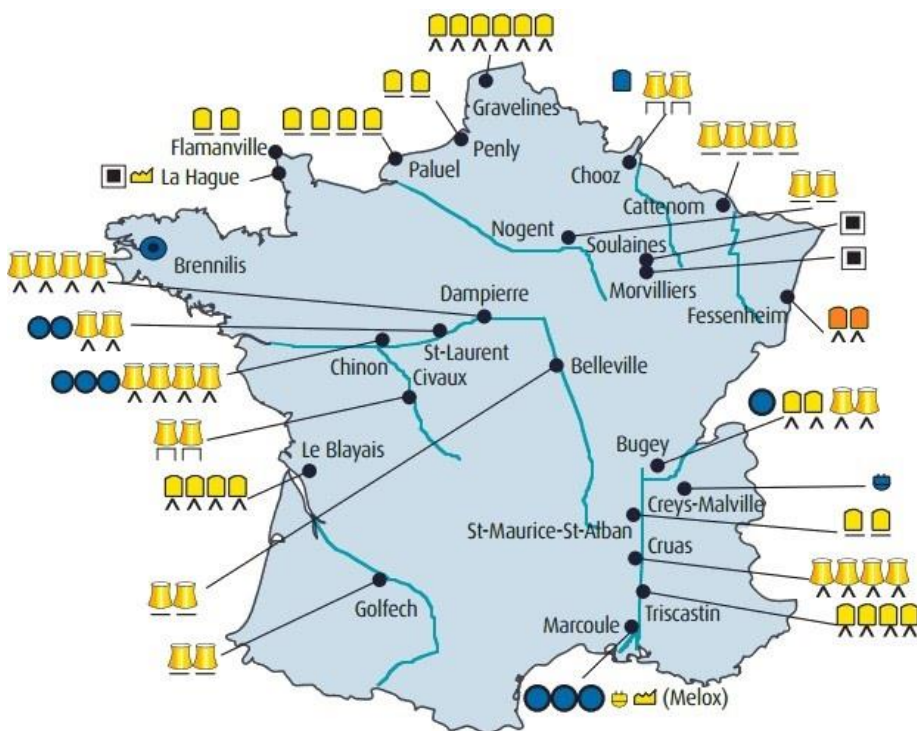 Gravelines
Penly
Flamanville
Paluel
Chooz
La Hague
Cattenom
Nogent
Soulaines
Brennilis
Morvilliers
Dampierre
Fessenheim
St-Laurent
Chinon
Civaux
Belleville
Bugey
Le Blayais
Creys-Malville
St-Maurice-St-Alban
Cruas
Golfech
Triscastin
Marcoule
(Melox)